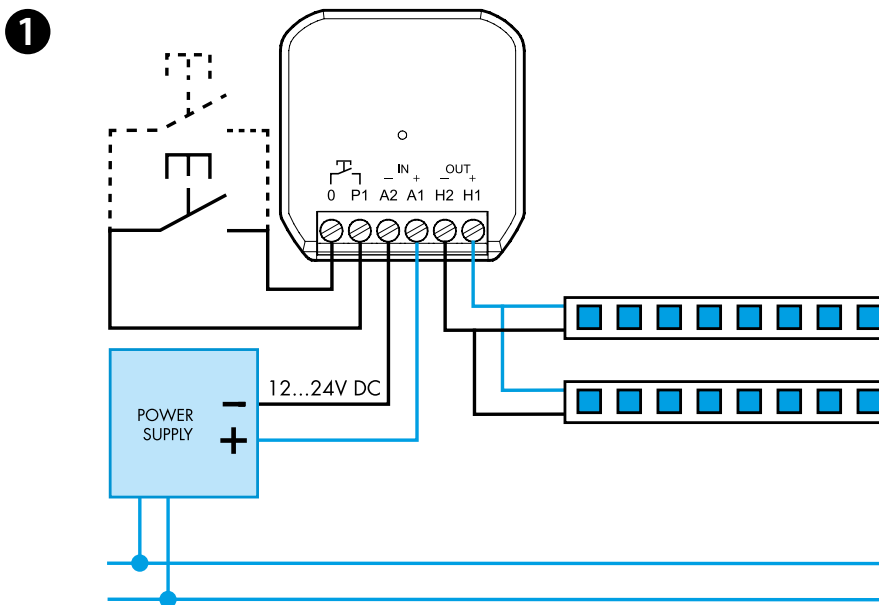 1
IN
OUT
− + − +
0 P1 A2 A1 H2 H1
12...24V DC
POWER
SUPPLY
−
+